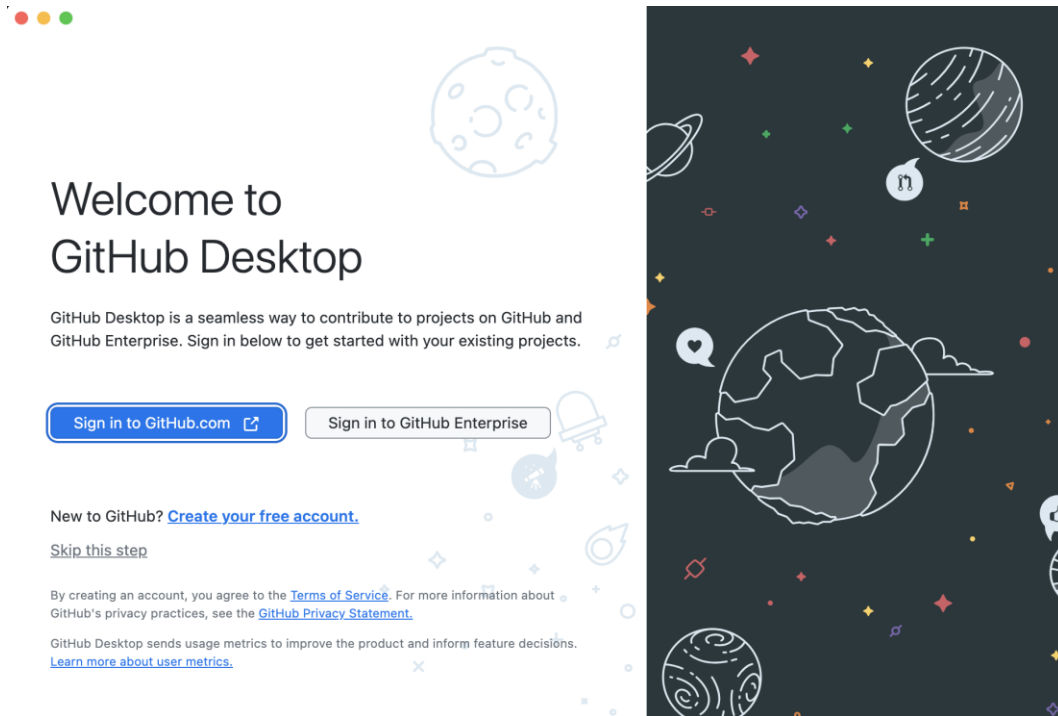 Welcome to
GitHub Desktop
GitHub Desktop is a seamless way to contribute to projects on GitHub and
GitHub Enterprise. Sign in below to get started with your existing projects.
Sign in to GitHub.com
Sign in to GitHub Enterprise
New to GitHub? Create your free account.
Skip this step
By creating an account, you agree to the Terms of Service. For more information about
GitHub's privacy practices, see the GitHub Privacy Statement.
GitHub Desktop sends usage metrics to improve the product and inform feature decisions.
Learn more about user metrics.